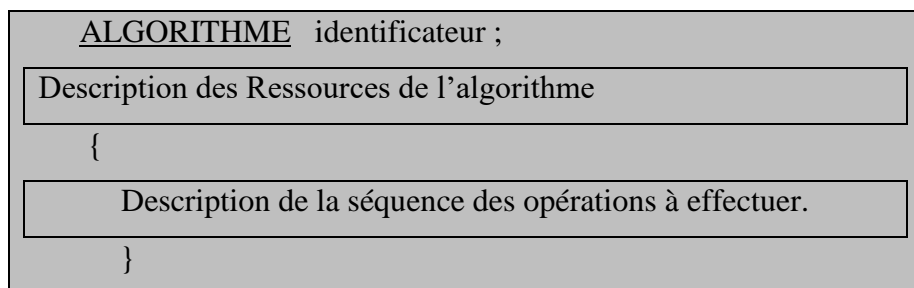 ALGORITHME identificateur ;
Description des Ressources de l’algorithme
{
Description de la séquence des opérations à effectuer.
}